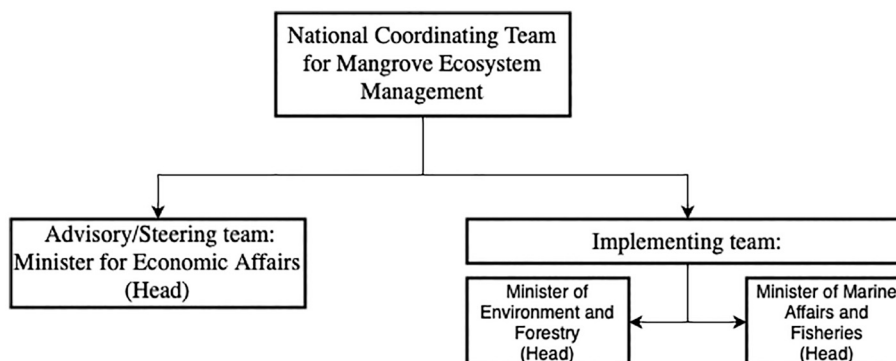 National Coordinating Team
for Mangrove Ecosystem
Management
Advisory/Steering team:
Minister for Economic Affairs
(Head)
Implementing team:
Minister of
Environment and
Forestry
(Head)
Minister of Marine
Affairs and
Fisheries
(Head)